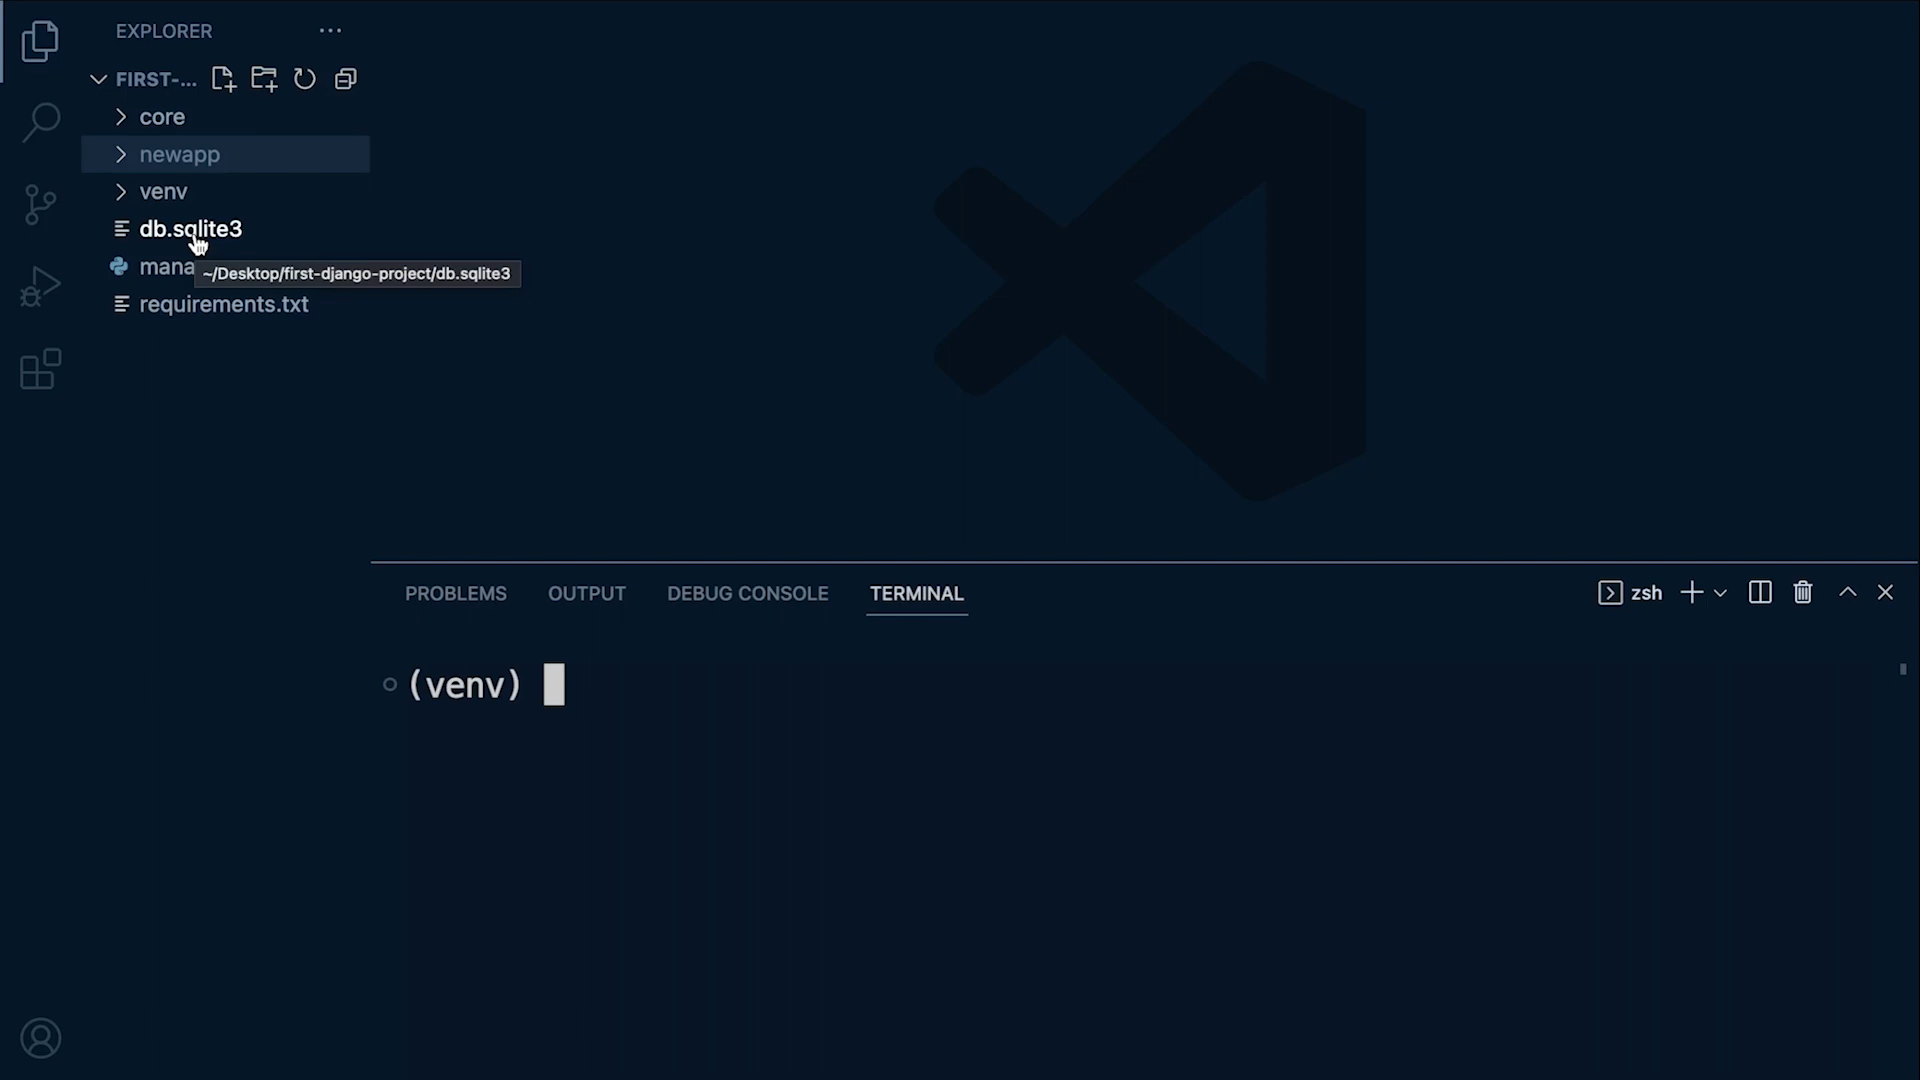 EXPLORER ...
FIRST-...
core
newapp
venv
db.sqlite3
mana
~/Desktop/first-django-project/db.sqlite3
requirements.txt
PROBLEMS OUTPUT DEBUG CONSOLE TERMINAL zsh
(venv)